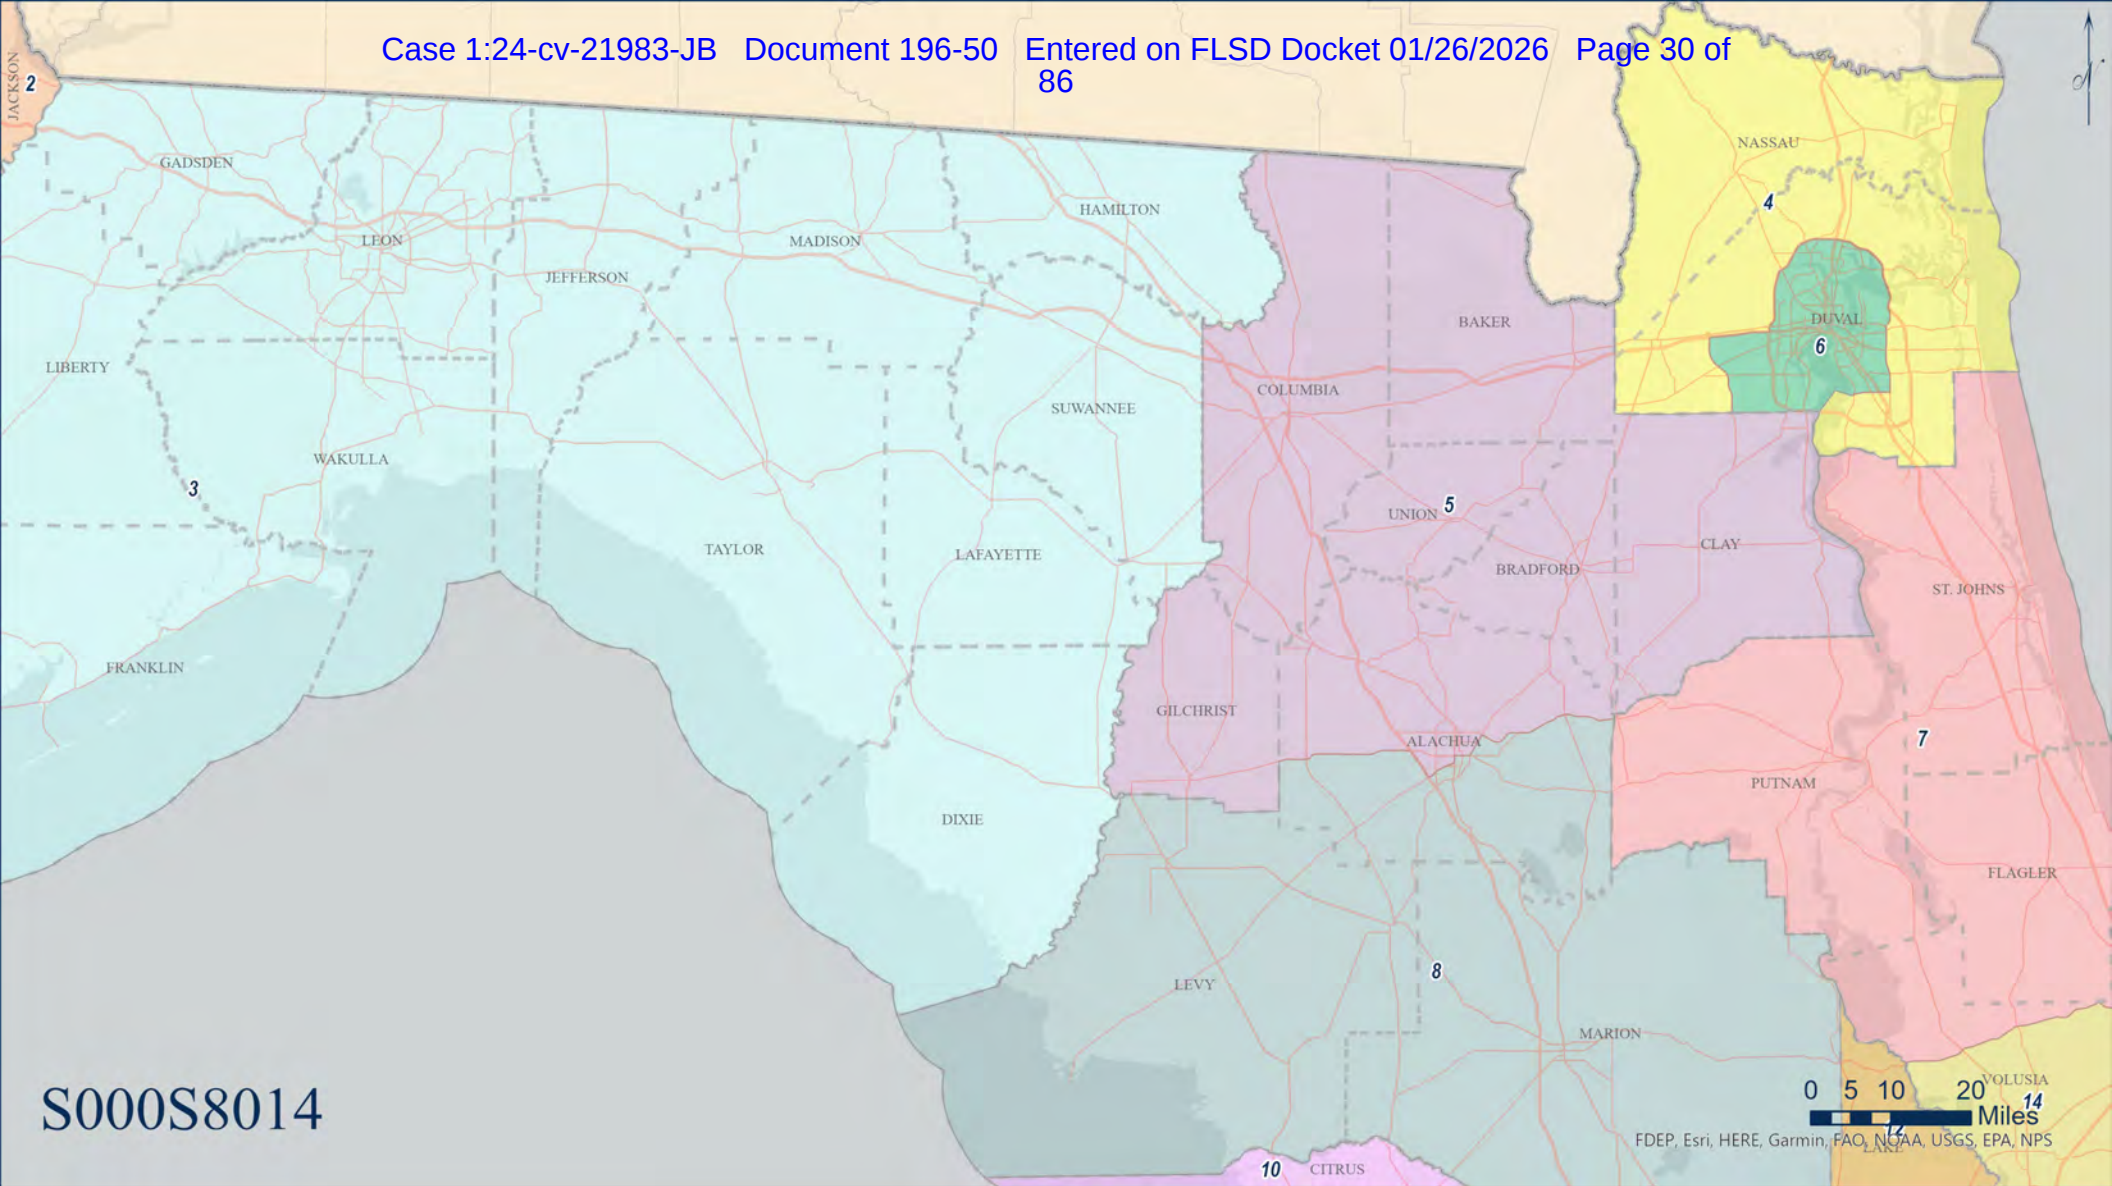 Case 1:24-cv-21983-JB Document 196-50 Entered on FLSD Docket 01/26/2026 Page 30 of
86
JACKSON
2
N
NASSAU
GADSDEN
4
HAMILTON
LEON
MADISON
JEFFERSON
DUVAL
BAKER
6
LIBERTY
COLUMBIA
SUWANNEE
WAKULLA
3
5
UNION
TAYLOR
LAFAYETTE
CLAY
BRADFORD
ST. JOHNS
FRANKLIN
GILCHRIST
7
ALACHUA
PUTNAM
DIXIE
FLAGLER
8
LEVY
MARION
VOLUSIA
0 5 10 20
Miles
14
S000S8014
12
FDEP, Esri, HERE, Garmin, FAO, NOAA, USGS, EPA, NPS
LAKE
10 CITRUS